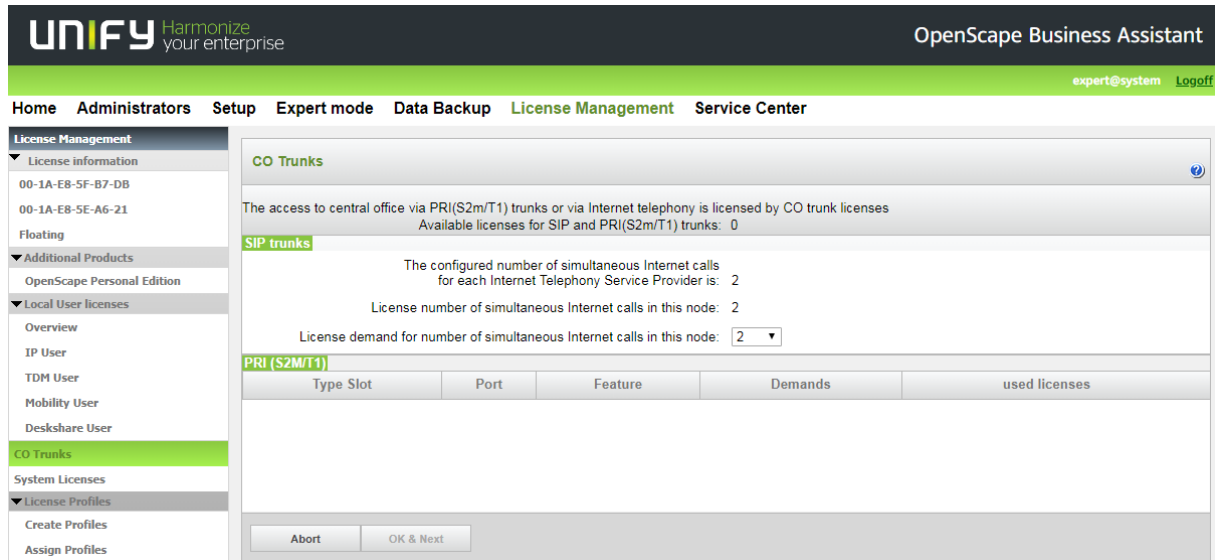 UNIFY Harmonize
your enterprise
OpenScape Business Assistant
expert@system Logoff
Home Administrators Setup Expert mode Data Backup License Management Service Center
License Management
License information
00-1A-E8-5F-B7-DB
00-1A-E8-5E-A6-21
Floating
Additional Products
OpenScape Personal Edition
Local User licenses
Overview
IP User
TDM User
Mobility User
Deskshare User
CO Trunks
System Licenses
License Profiles
Create Profiles
Assign Profiles
CO Trunks
?
The access to central office via PRI(S2m/T1) trunks or via Internet telephony is licensed by CO trunk licenses
Available licenses for SIP and PRI(S2m/T1) trunks: 0
SIP trunks
The configured number of simultaneous Internet calls
for each Internet Telephony Service Provider is: 2
License number of simultaneous Internet calls in this node: 2
License demand for number of simultaneous Internet calls in this node: 2
PRI (S2M/T1)
Type Slot Port Feature Demands used licenses
Abort OK & Next